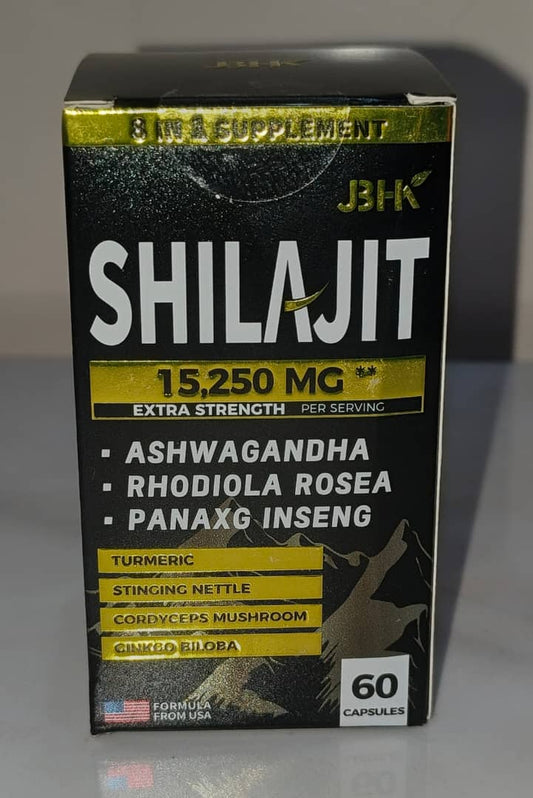 JBHK
8 IN 1 SUPPLEMENT
JBHK
SHILAJIT
15,250 MG **
EXTRA STRENGTH PER SERVING
▪ ASHWAGANDHA
▪ RHODIOLA ROSEA
▪ PANAXG INSENG
TURMERIC
STINGING NETTLE
CORDYCEPS MUSHROOM
GINKGO BILOBA
FORMULA
FROM USA
60
CAPSULES